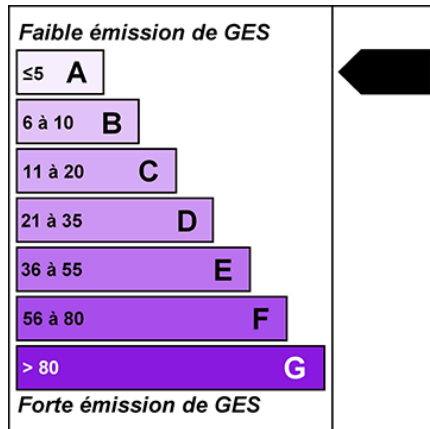 Faible émission de GES
≤5 A
6 à 10 B
11 à 20 C
21 à 35 D
36 à 55 E
56 à 80 F
> 80 G
Forte émission de GES